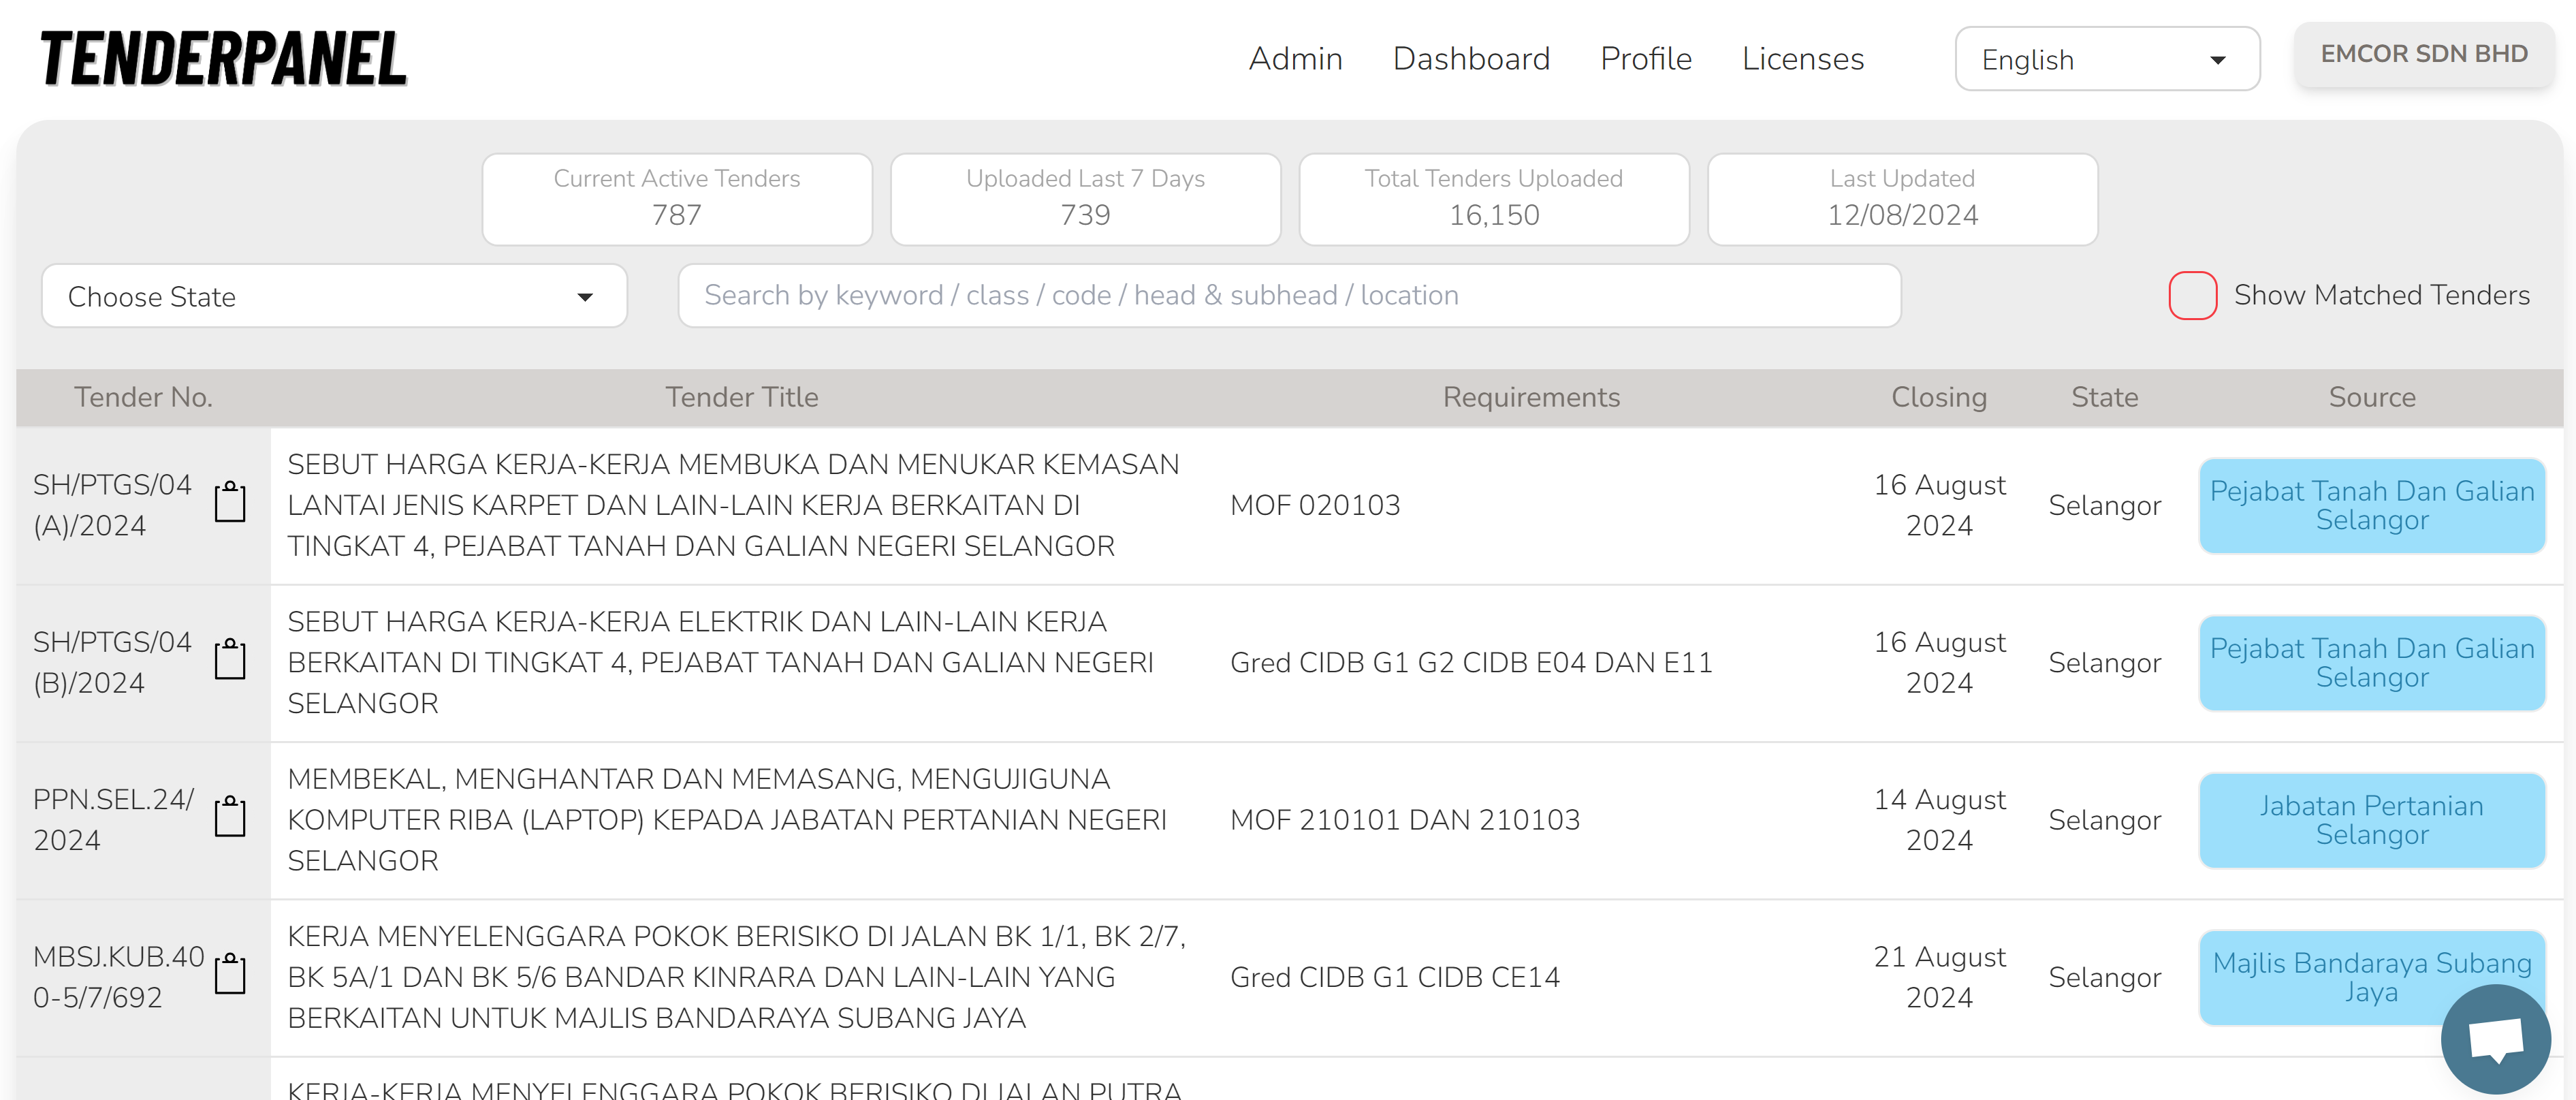 TENDERPANEL
Admin
Dashboard
Profile
Licenses
English
EMCOR SDN BHD
Current Active Tenders
787
Uploaded Last 7 Days
739
Total Tenders Uploaded
16,150
Last Updated
12/08/2024
Choose State
Search by keyword / class / code / head & subhead / location
Show Matched Tenders
Tender No.
Tender Title
Requirements
Closing
State
Source
SH/PTGS/04
(A)/2024
SEBUT HARGA KERJA-KERJA MEMBUKA DAN MENUKAR KEMASAN
LANTAI JENIS KARPET DAN LAIN-LAIN KERJA BERKAITAN DI
TINGKAT 4, PEJABAT TANAH DAN GALIAN NEGERI SELANGOR
MOF 020103
16 August
2024
Selangor
Pejabat Tanah Dan Galian
Selangor
SH/PTGS/04
(B)/2024
SEBUT HARGA KERJA-KERJA ELEKTRIK DAN LAIN-LAIN KERJA
BERKAITAN DI TINGKAT 4, PEJABAT TANAH DAN GALIAN NEGERI
SELANGOR
Gred CIDB G1 G2 CIDB E04 DAN E11
16 August
2024
Selangor
Pejabat Tanah Dan Galian
Selangor
PPN.SEL.24/
2024
MEMBEKAL, MENGHANTAR DAN MEMASANG, MENGUJIGUNA
KOMPUTER RIBA (LAPTOP) KEPADA JABATAN PERTANIAN NEGERI
SELANGOR
MOF 210101 DAN 210103
14 August
2024
Selangor
Jabatan Pertanian
Selangor
MBSJ.KUB.40
0-5/7/692
KERJA MENYELENGGARA POKOK BERISIKO DI JALAN BK 1/1, BK 2/7,
BK 5A/1 DAN BK 5/6 BANDAR KINRARA DAN LAIN-LAIN YANG
BERKAITAN UNTUK MAJLIS BANDARAYA SUBANG JAYA
Gred CIDB G1 CIDB CE14
21 August
2024
Selangor
Majlis Bandaraya Subang
Jaya
KERJA-KERJA MENYELENGGARA POKOK BERISIKO DI JALAN PUTRA